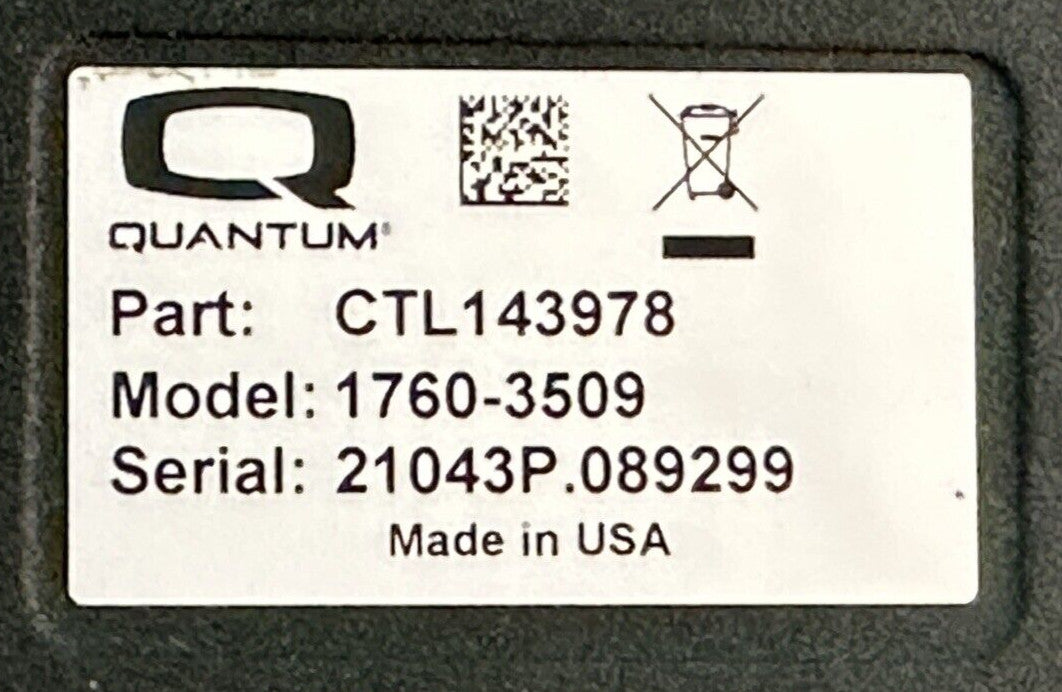 QUANTUM®
Part: CTL143978
Model: 1760-3509
Serial: 21043P.089299
Made in USA